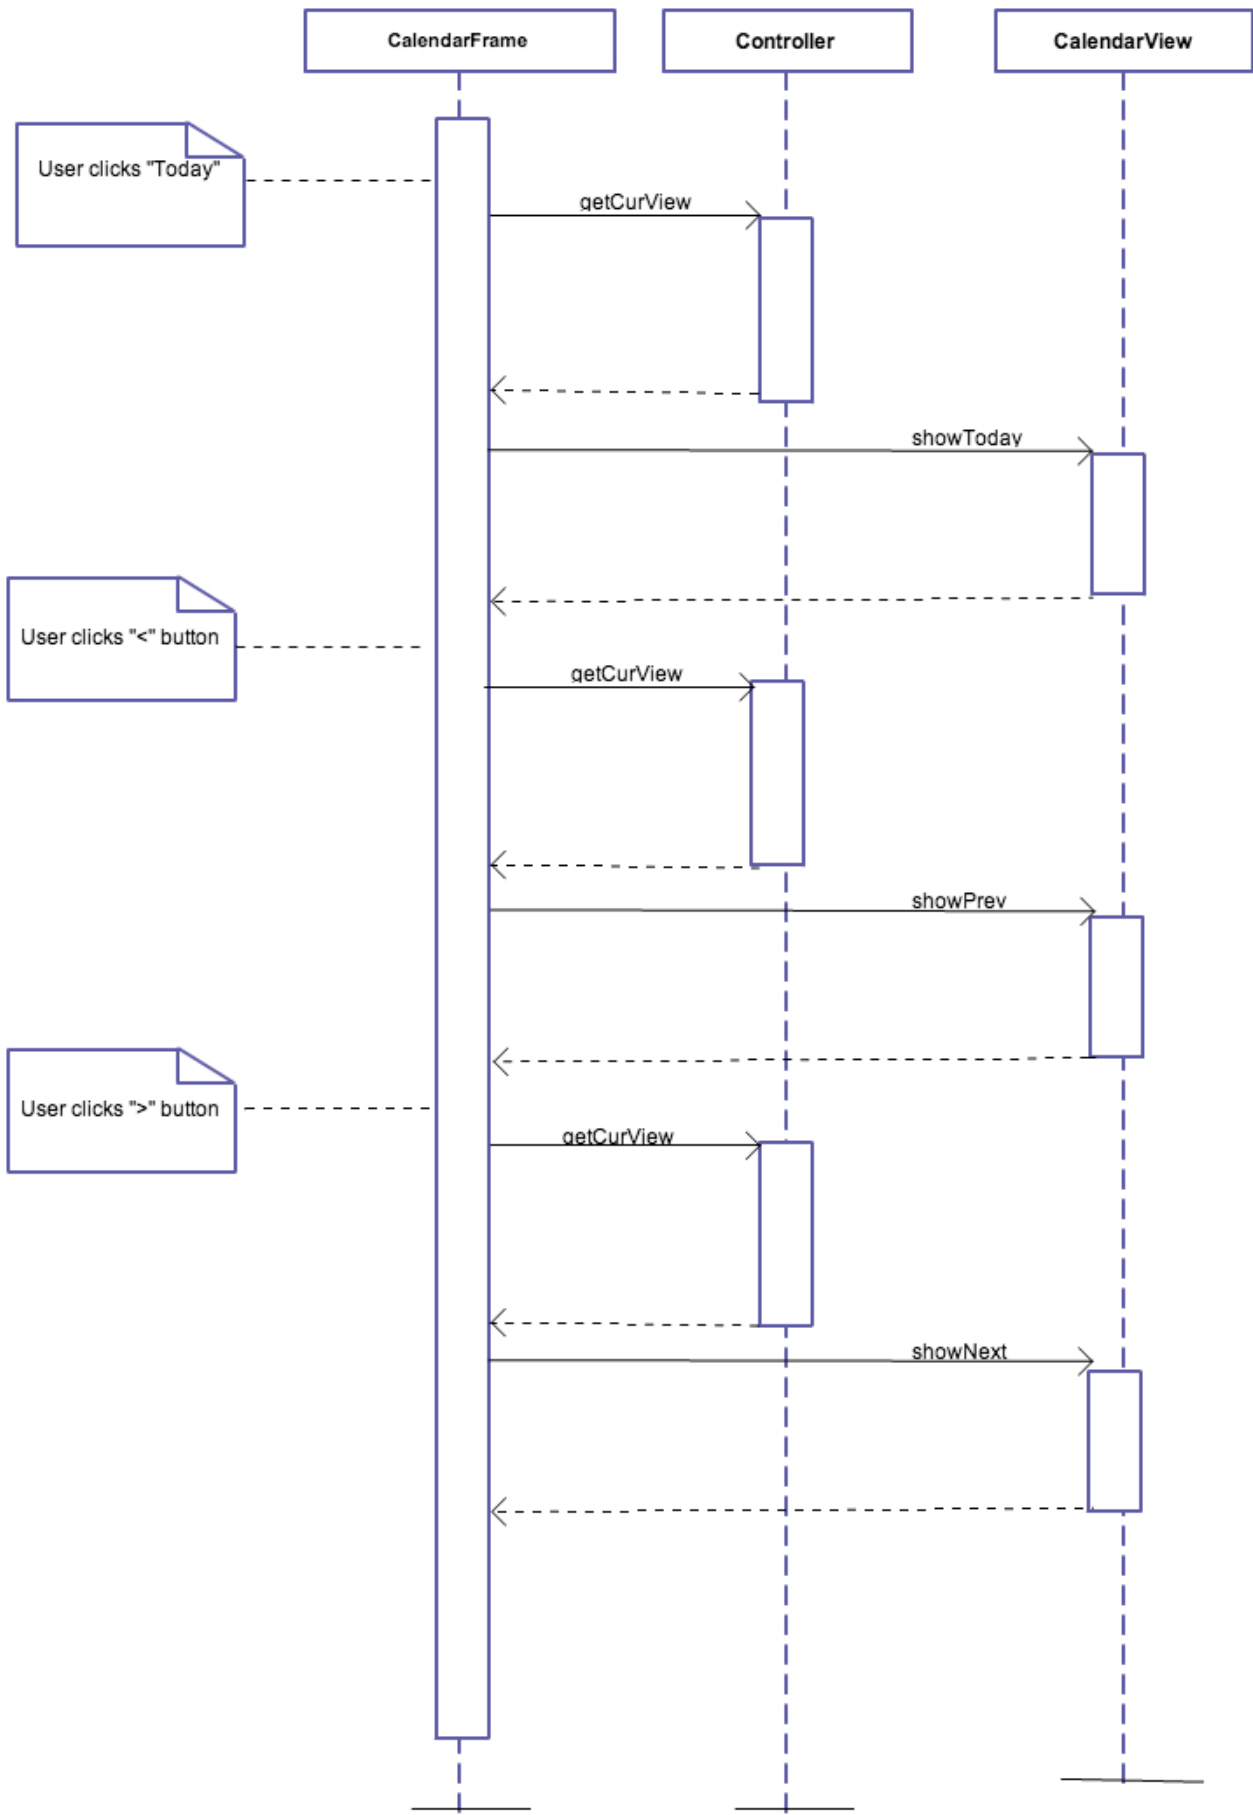 CalendarFrame
Controller
CalendarView
User clicks "Today"
getCurView
showToday
User clicks "<" button
getCurView
showPrev
User clicks ">" button
getCurView
showNext